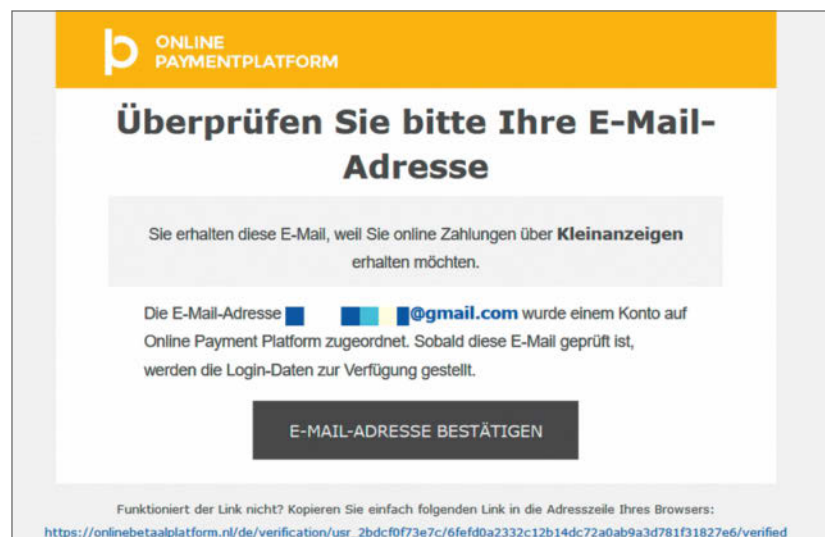 ONLINE
PAYMENTPLATFORM
Überprüfen Sie bitte Ihre E-Mail-
Adresse
Sie erhalten diese E-Mail, weil Sie online Zahlungen über Kleinanzeigen
erhalten möchten.
Die E-Mail-Adresse @gmail.com wurde einem Konto auf
Online Payment Platform zugeordnet. Sobald diese E-Mail geprüft ist,
werden die Login-Daten zur Verfügung gestellt.
E-MAIL-ADRESSE BESTÄTIGEN
Funktioniert der Link nicht? Kopieren Sie einfach folgenden Link in die Adresszeile Ihres Browsers:
https://onlinebetaalplatform.nl/de/verification/usr_2bdcf0f73e7c/6fefd0a2332c12b14dc72a0ab9a3d781f31827e6/verified